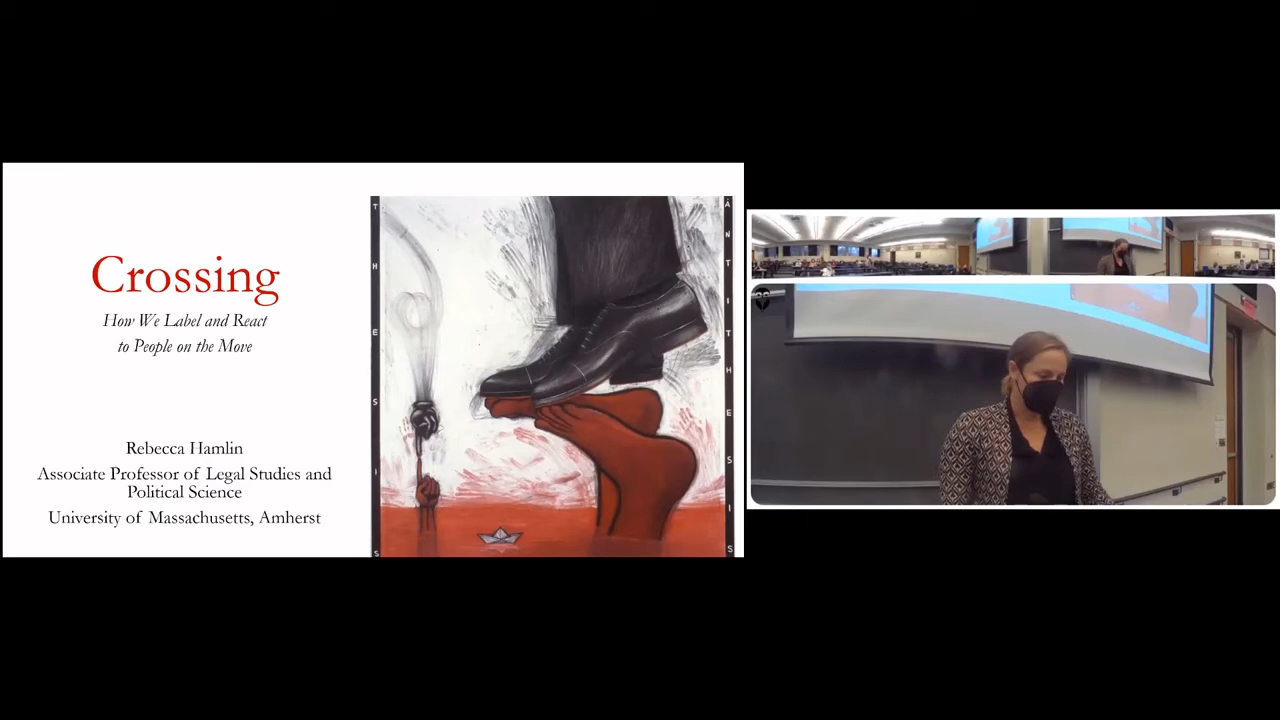 Crossing
How We Label and React
to People on the Move
Rebecca Hamlin
Associate Professor of Legal Studies and
Political Science
University of Massachusetts, Amherst
T
H
E
S
I
S
A
N
T
I
T
H
E
S
I
S